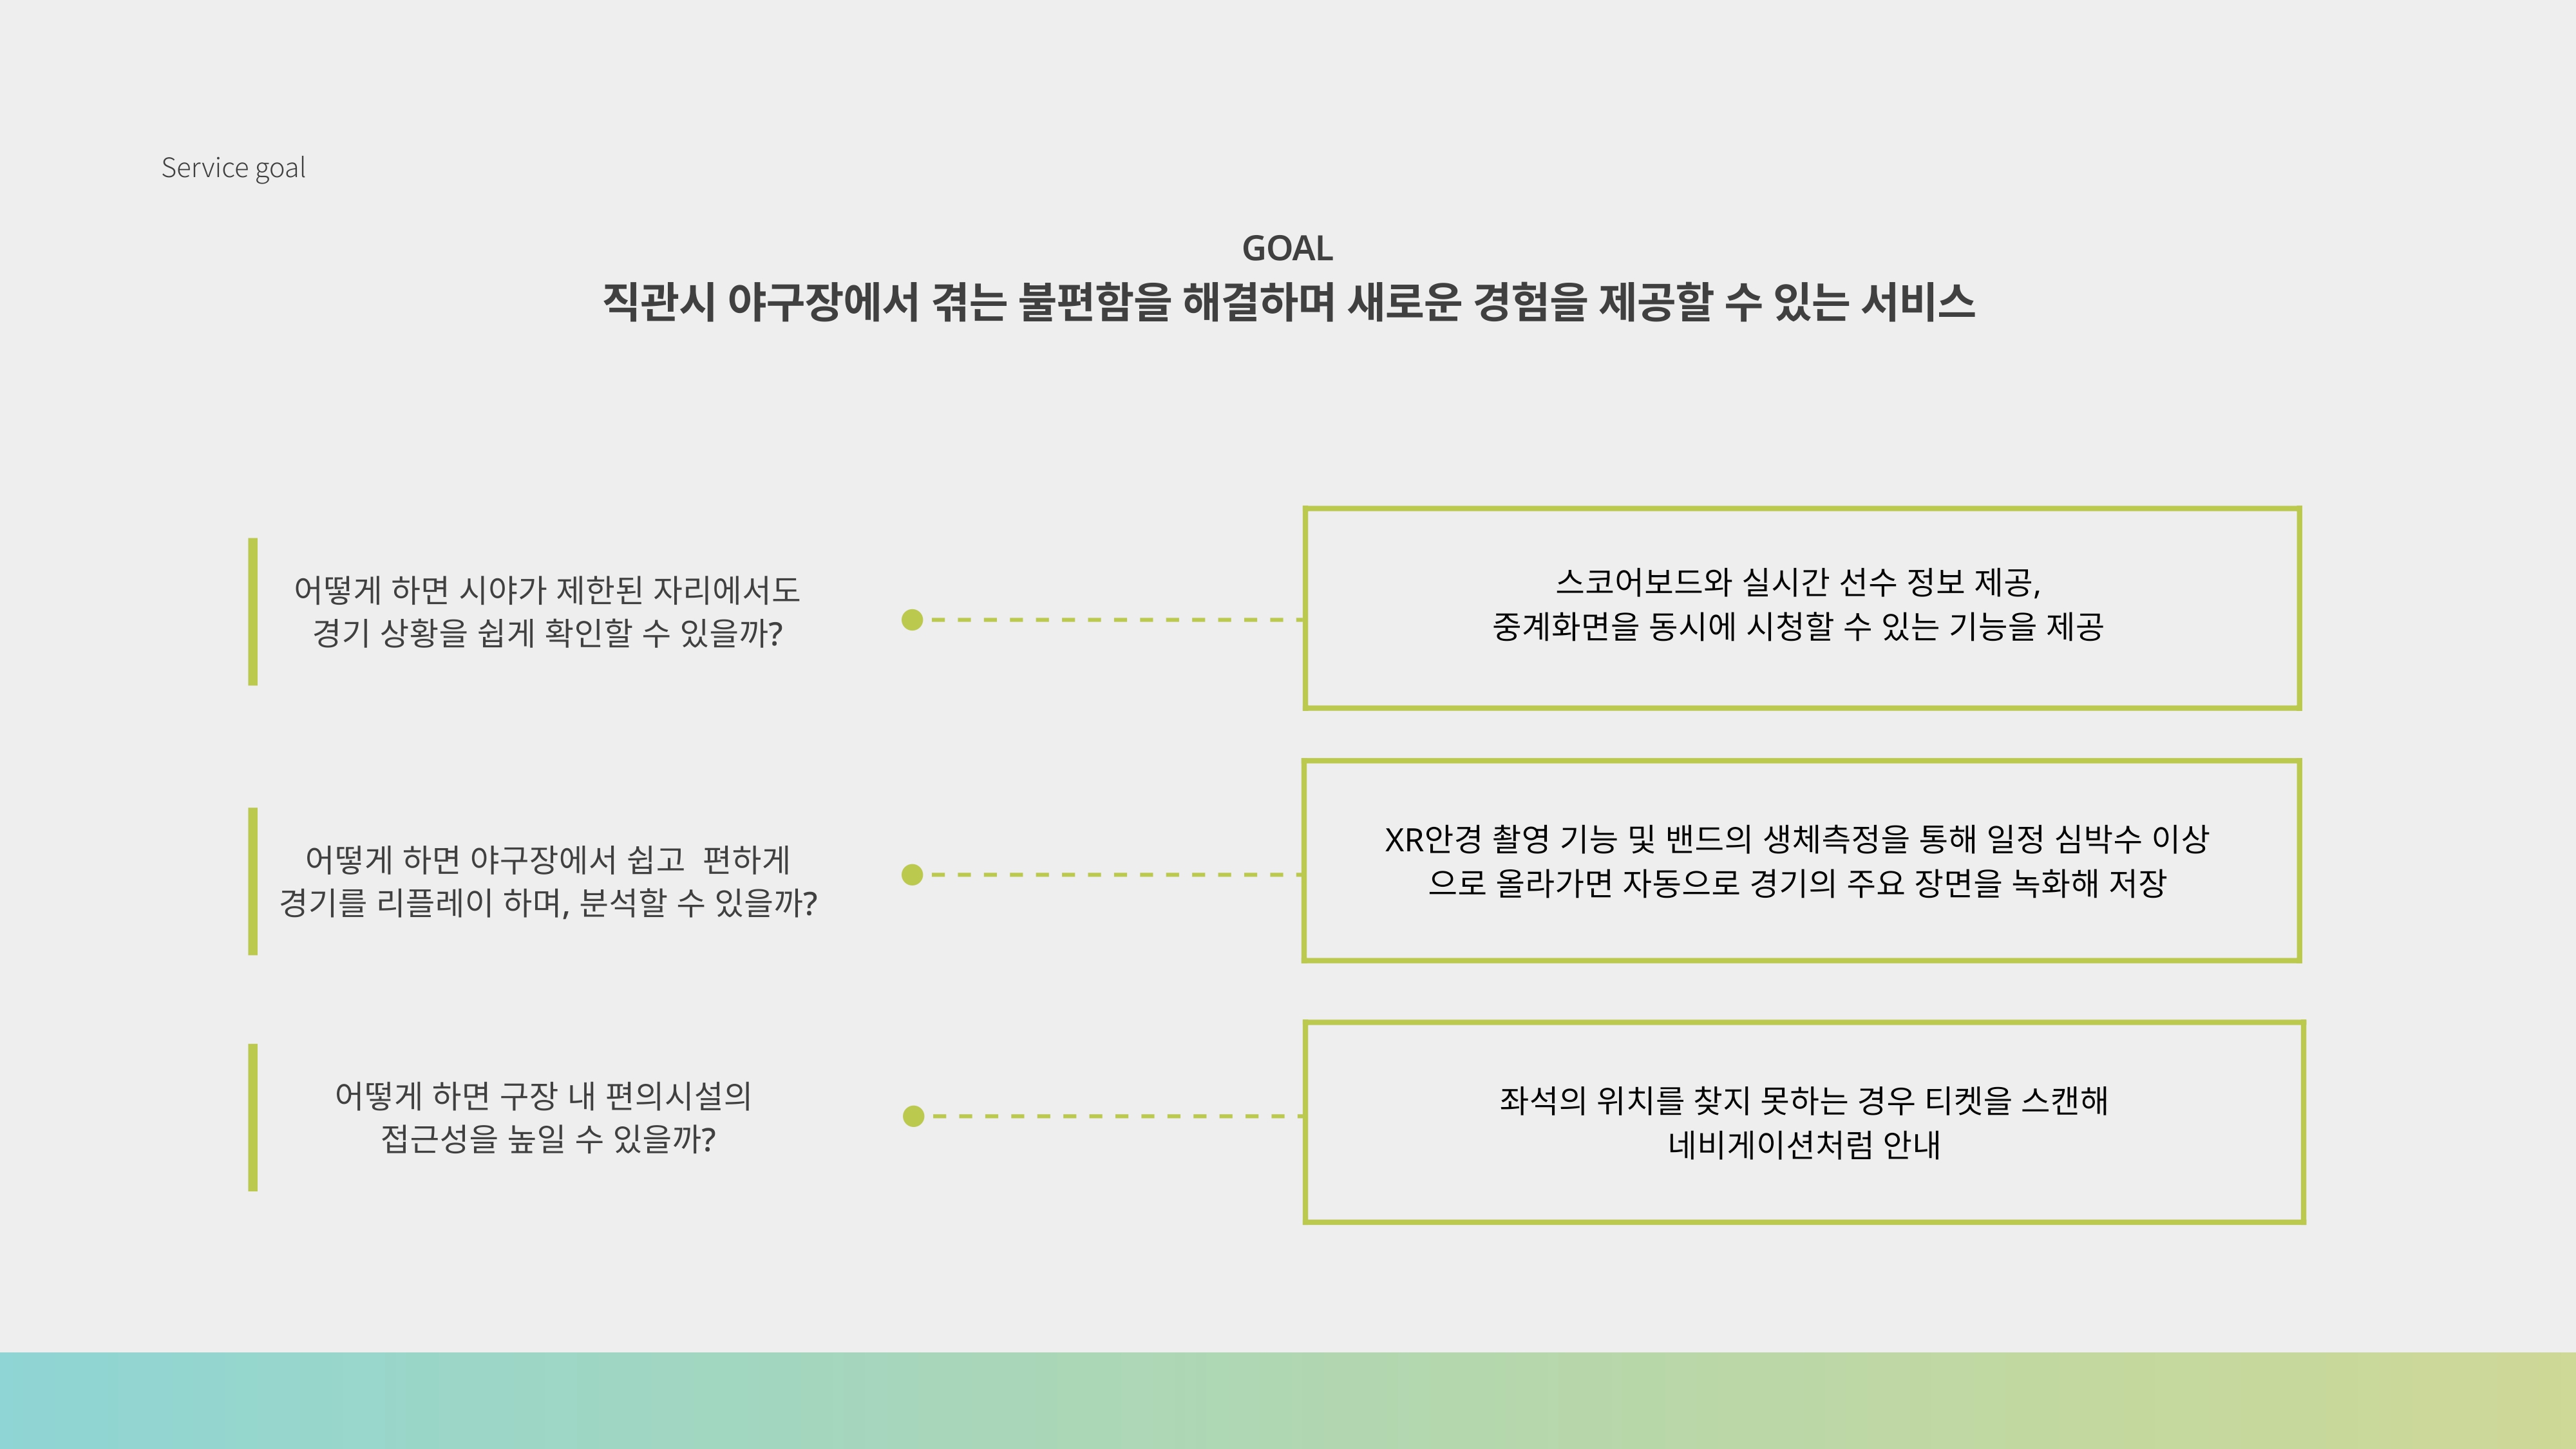 Service goal
GOAL
직관시 야구장에서 겪는 불편함을 해결하며 새로운 경험을 제공할 수 있는 서비스
어떻게 하면 시야가 제한된 자리에서도
경기 상황을 쉽게 확인할 수 있을까?
스코어보드와 실시간 선수 정보 제공,
중계화면을 동시에 시청할 수 있는 기능을 제공
어떻게 하면 야구장에서 쉽고  편하게
경기를 리플레이 하며, 분석할 수 있을까?
XR안경 촬영 기능 및 밴드의 생체측정을 통해 일정 심박수 이상
으로 올라가면 자동으로 경기의 주요 장면을 녹화해 저장
어떻게 하면 구장 내 편의시설의
접근성을 높일 수 있을까?
좌석의 위치를 찾지 못하는 경우 티켓을 스캔해
네비게이션처럼 안내